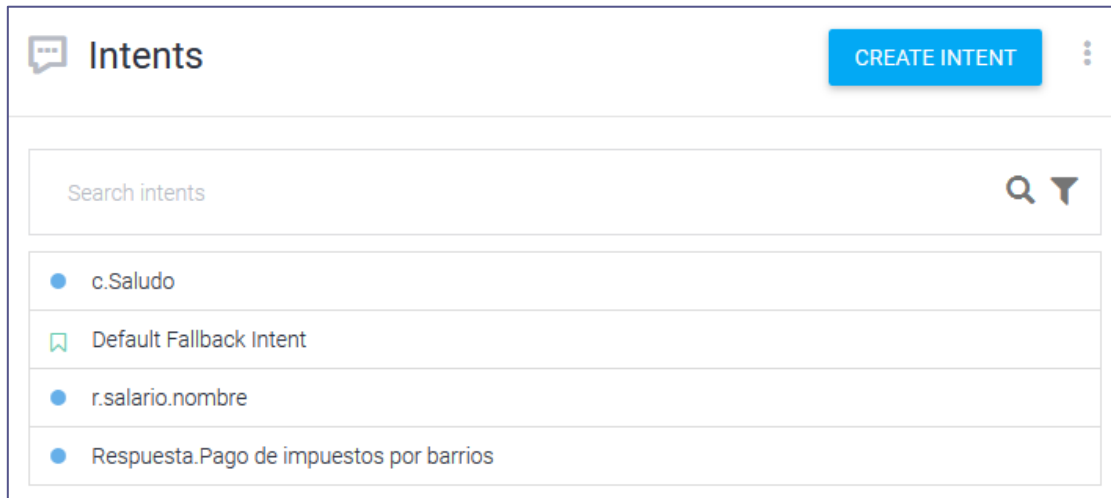 Intents
CREATE INTENT
Search intents
c.Saludo
Default Fallback Intent
r.salario.nombre
Respuesta.Pago de impuestos por barrios